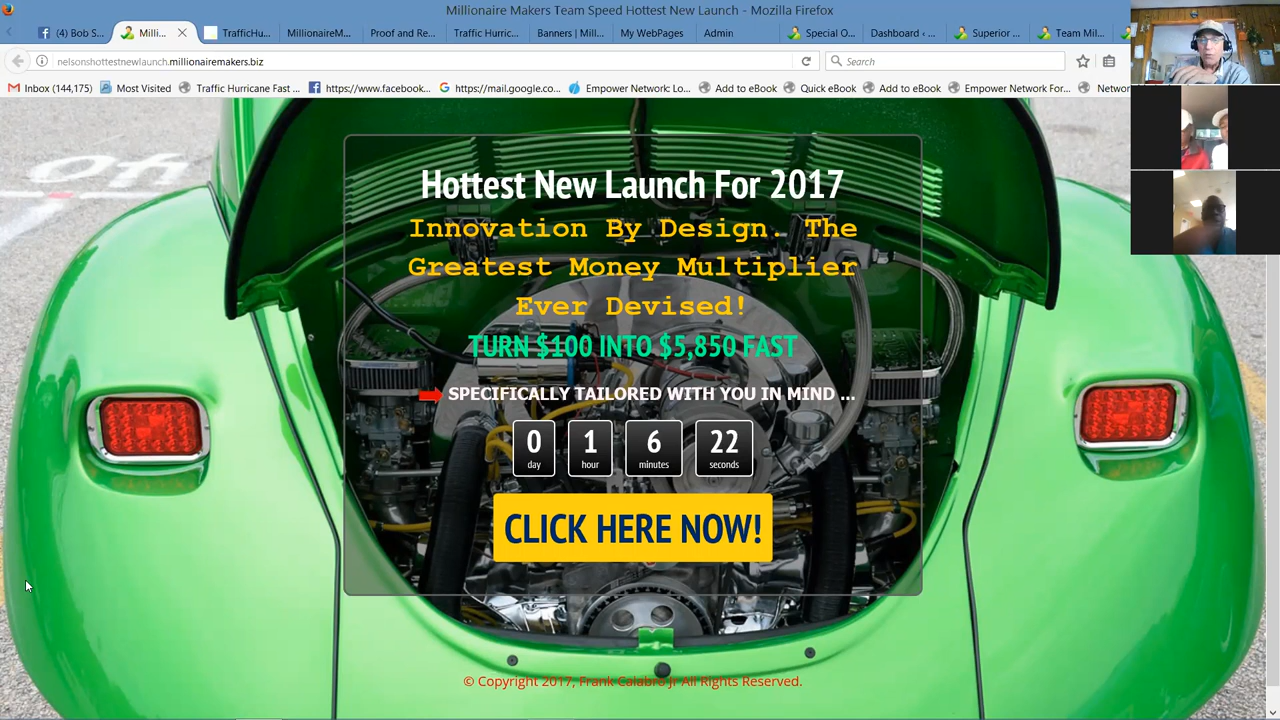 Millionaire Makers Team Speed Hottest New Launch - Mozilla Firefox
(4) Bob S...
Milli...
TrafficHu...
MillionaireM...
Proof and Re...
Traffic Hurric...
Banners | Mill...
My WebPages
Admin
Special O...
Dashboard ‹ ...
Superior ...
Team Mil...
nelsonshottestnewlaunch.millionairemakers.biz
Search
Inbox (144,175)
Most Visited
Traffic Hurricane Fast ...
https://www.facebook...
https://mail.google.co...
Empower Network: Lo...
Add to eBook
Quick eBook
Add to eBook
Empower Network For...
Networ
40
Hottest New Launch For 2017
Innovation By Design. The
Greatest Money Multiplier
Ever Devised!
TURN $100 INTO $5,850 FAST
SPECIFICALLY TAILORED WITH YOU IN MIND ...
0 1 6 22
day hour minutes seconds
CLICK HERE NOW!
© Copyright 2017, Frank Calabro Jr All Rights Reserved.